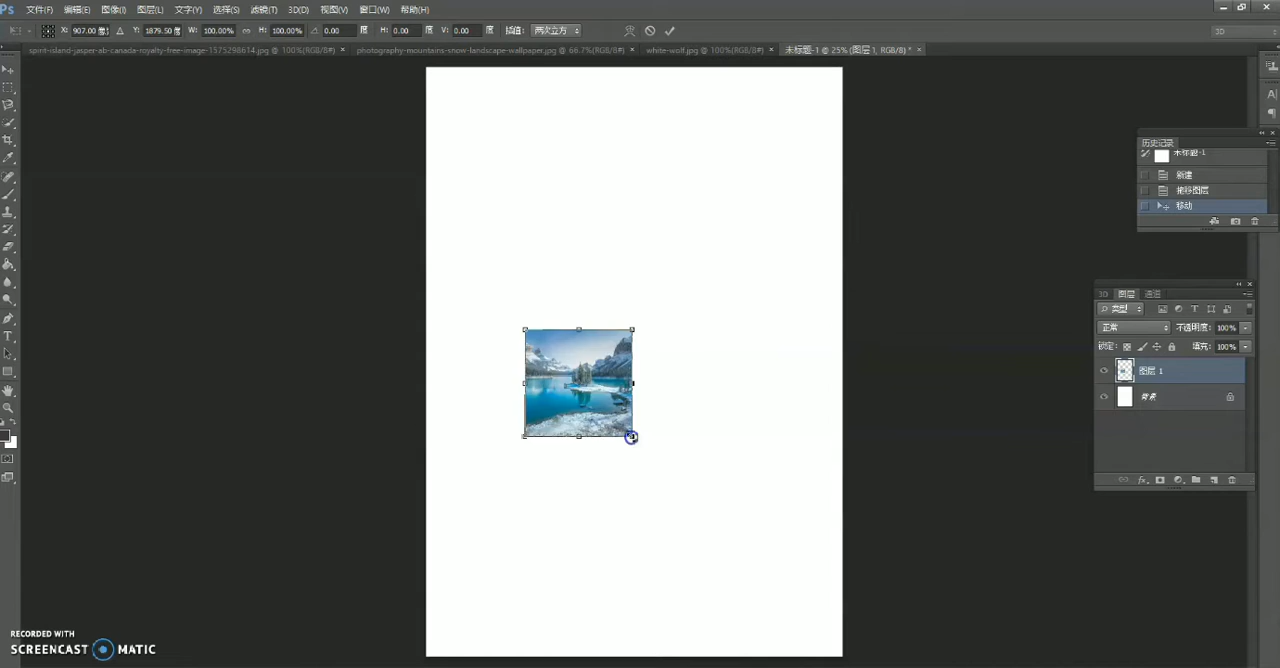 Ps 文件(F) 编辑(E) 图像(I) 图层(L) 文字(Y) 选择(S) 滤镜(T) 3D(D) 视图(V) 窗口(W) 帮助(H)
X: 907.00 Y: 1879.50 W: 100.00% H: 100.00% 0.00 度 H: 0.00 度 V: 0.00 度 插值: 两次立方 3D
spirit-island-jasper-ab-canada-royalty-free-image-1575298614.jpg @ 100%(RGB/8#) × photography-mountains-snow-landscape-wallpaper.jpg @ 66.7%(RGB/8#) × white-wolf.jpg @ 100%(RGB/8#) × 未标题-1 @ 25% (图层 1, RGB/8) * ×
历史记录
未标题-1
新建
拖移图层
移动
3D 图层 通道
类型
正常 不透明度: 100%
锁定: 填充: 100%
图层 1
背景
RECORDED WITH
SCREENCAST MATIC